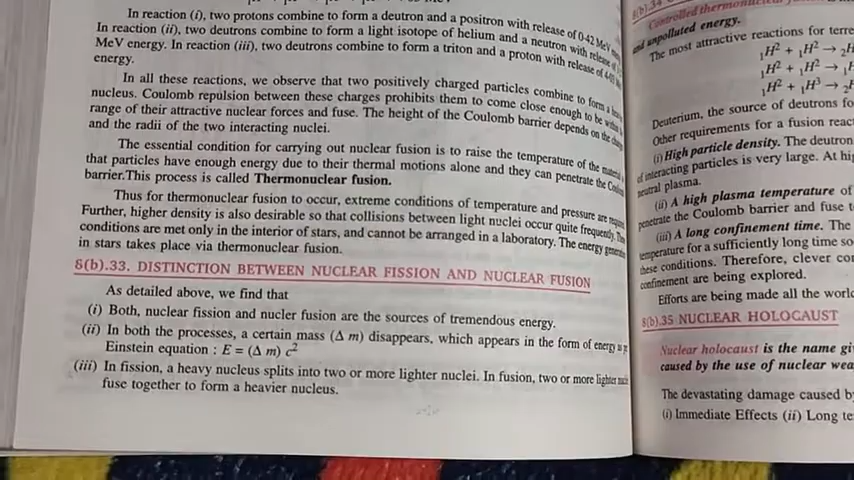 In reaction (i), two protons combine to form a deutron and a positron with release of 0·42 MeV
In reaction (ii), two deutrons combine to form a light isotope of helium and a neutron with release of
MeV energy. In reaction (iii), two deutrons combine to form a triton and a proton with release of
energy.
In all these reactions, we observe that two positively charged particles combine to form a
nucleus. Coulomb repulsion between these charges prohibits them to come close enough to be
range of their attractive nuclear forces and fuse. The height of the Coulomb barrier depends on the
and the radii of the two interacting nuclei.
The essential condition for carrying out nuclear fusion is to raise the temperature of the
that particles have enough energy due to their thermal motions alone and they can penetrate the
barrier.This process is called Thermonuclear fusion.
Thus for thermonuclear fusion to occur, extreme conditions of temperature and pressure are
Further, higher density is also desirable so that collisions between light nuclei occur quite frequently.
conditions are met only in the interior of stars, and cannot be arranged in a laboratory. The energy
in stars takes place via thermonuclear fusion.
8(b).33. DISTINCTION BETWEEN NUCLEAR FISSION AND NUCLEAR FUSION
As detailed above, we find that
(i) Both, nuclear fission and nucler fusion are the sources of tremendous energy.
(ii) In both the processes, a certain mass (Δ m) disappears, which appears in the form of energy
Einstein equation : E = (Δ m) c²
(iii) In fission, a heavy nucleus splits into two or more lighter nuclei. In fusion, two or more lighter
fuse together to form a heavier nucleus.
8(b).34
Controlled
and unpolluted energy.
The most attractive reactions for
₁H² + ₁H² →
₁H² + ₁H² →
₁H² + ₁H³ →
Deuterium, the source of deutrons
Other requirements for a fusion
(i) High particle density. The deutron
of interacting particles is very large. At
neutral plasma.
(ii) A high plasma temperature of
penetrate the Coulomb barrier and fuse
(iii) A long confinement time. The
temperature for a sufficiently long time so
these conditions. Therefore, clever
confinement are being explored.
Efforts are being made all the
8(b).35 NUCLEAR HOLOCAUST
Nuclear holocaust is the name
caused by the use of nuclear
The devastating damage caused
(i) Immediate Effects (ii) Long